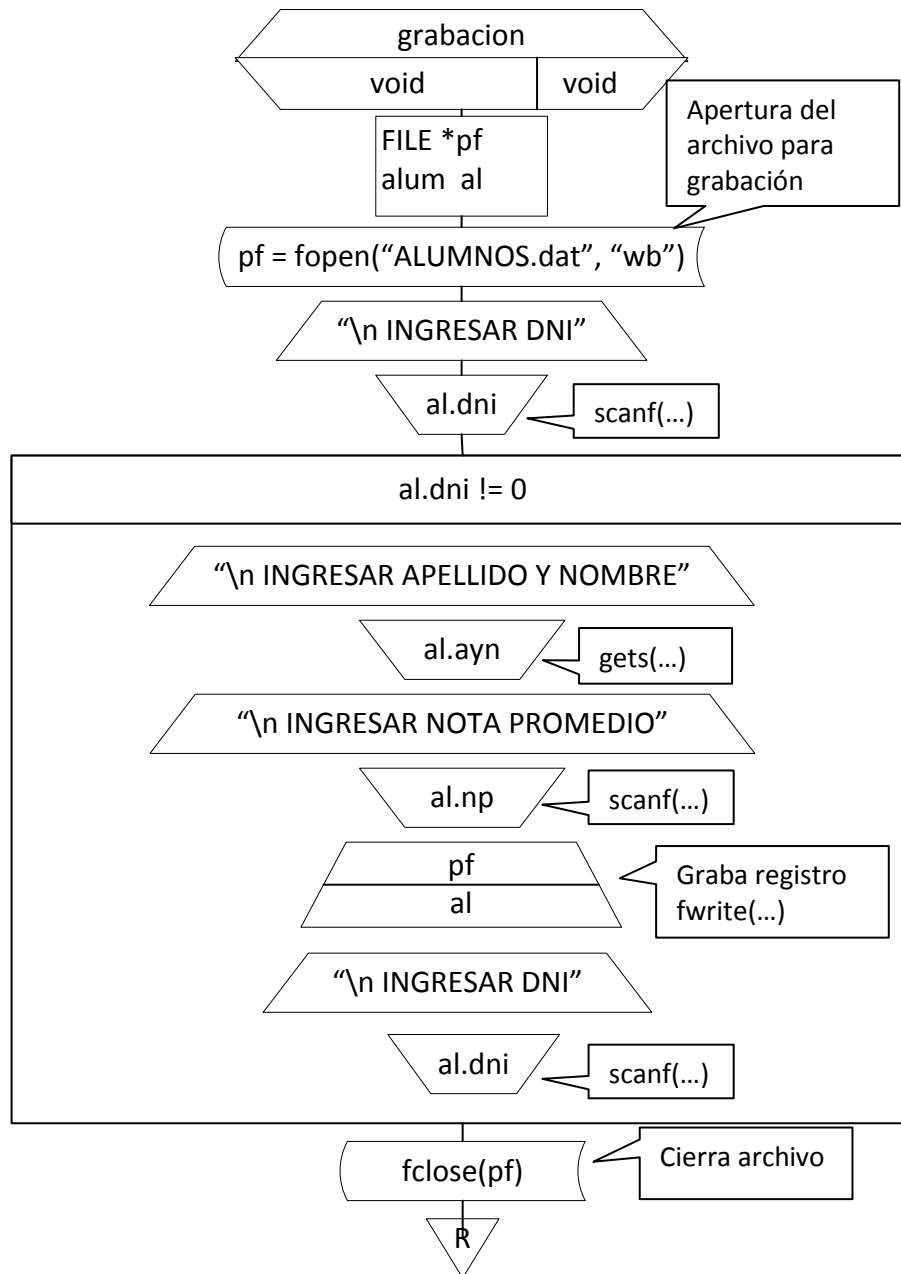 grabacion
void
void
Apertura del
archivo para
grabación
FILE *pf
alum al
pf = fopen(“ALUMNOS.dat”, “wb”)
“\n INGRESAR DNI”
al.dni
scanf(…)
al.dni != 0
“\n INGRESAR APELLIDO Y NOMBRE”
al.ayn
gets(…)
“\n INGRESAR NOTA PROMEDIO”
al.np
scanf(…)
pf
al
Graba registro
fwrite(…)
“\n INGRESAR DNI”
al.dni
scanf(…)
fclose(pf)
Cierra archivo
R